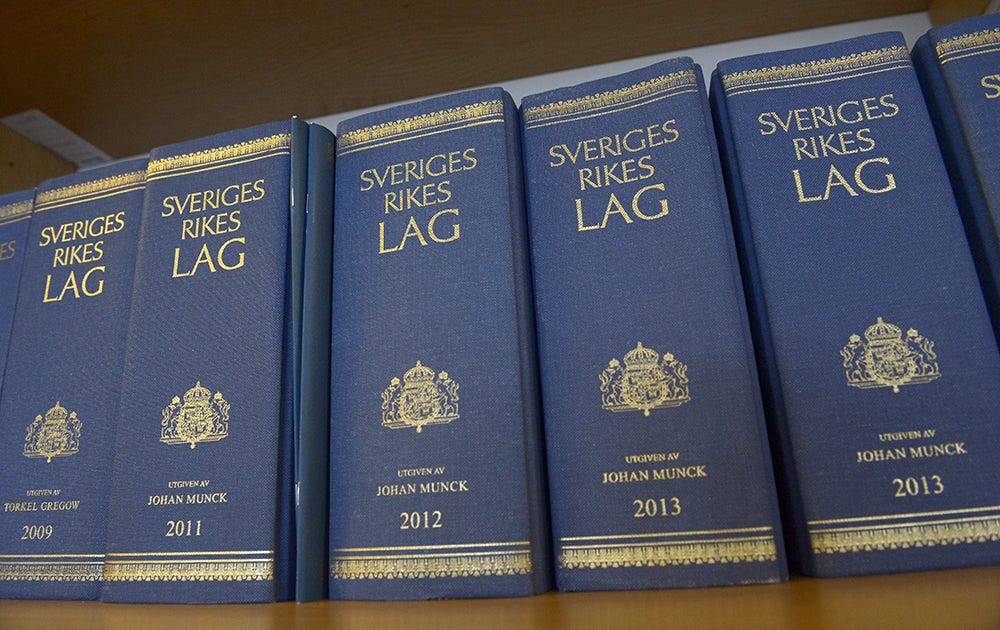 ES
SVERIGES
RIKES
LAG
UTGIVEN AV
TORKEL GREGOW
2009
SVERIGES
RIKES
LAG
UTGIVEN AV
JOHAN MUNCK
2011
SVERIGES
RIKES
LAG
UTGIVEN AV
JOHAN MUNCK
2012
SVERIGES
RIKES
LAG
UTGIVEN AV
JOHAN MUNCK
2013
SVERIGES
RIKES
LAG
UTGIVEN AV
JOHAN MUNCK
2013
S